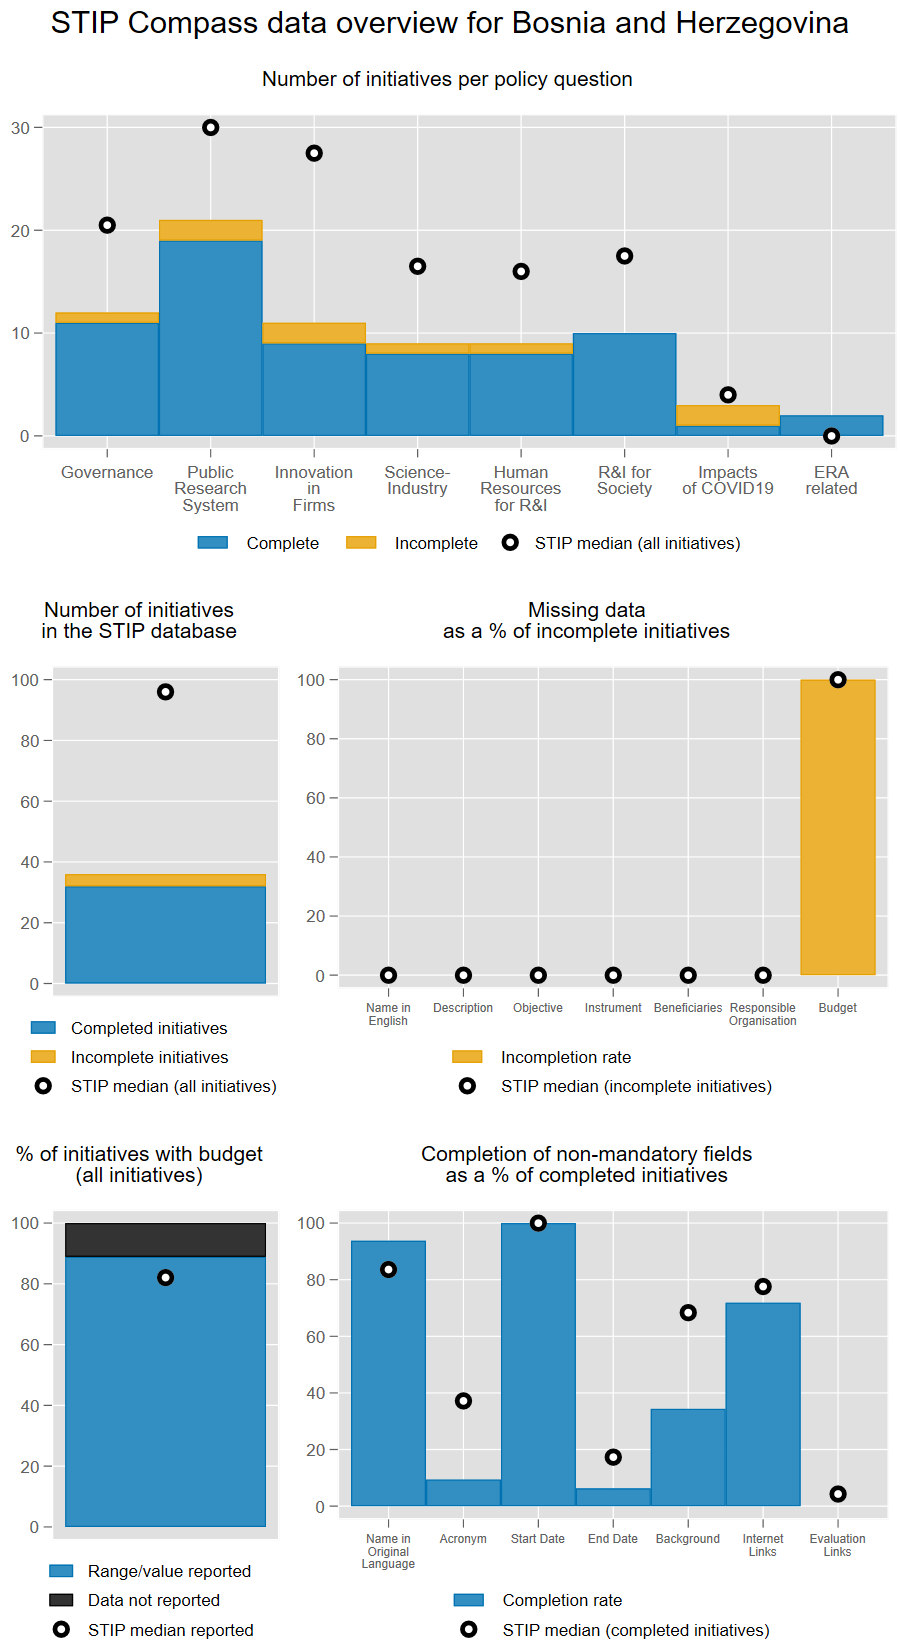 STIP Compass data overview for Bosnia and Herzegovina
Number of initiatives per policy question
30
20
10
0
Governance
Public
Research
System
Innovation
in
Firms
Science-
Industry
Human
Resources
for R&I
R&I for
Society
Impacts
of COVID19
ERA
related
Complete
Incomplete
STIP median (all initiatives)
Number of initiatives
in the STIP database
100
80
60
40
20
0
Completed initiatives
Incomplete initiatives
STIP median (all initiatives)
Missing data
as a % of incomplete initiatives
100
80
60
40
20
0
Name in
English
Description
Objective
Instrument
Beneficiaries
Responsible
Organisation
Budget
Incompletion rate
STIP median (incomplete initiatives)
% of initiatives with budget
(all initiatives)
100
80
60
40
20
0
Range/value reported
Data not reported
STIP median reported
Completion of non-mandatory fields
as a % of completed initiatives
100
80
60
40
20
0
Name in
Original
Language
Acronym
Start Date
End Date
Background
Internet
Links
Evaluation
Links
Completion rate
STIP median (completed initiatives)